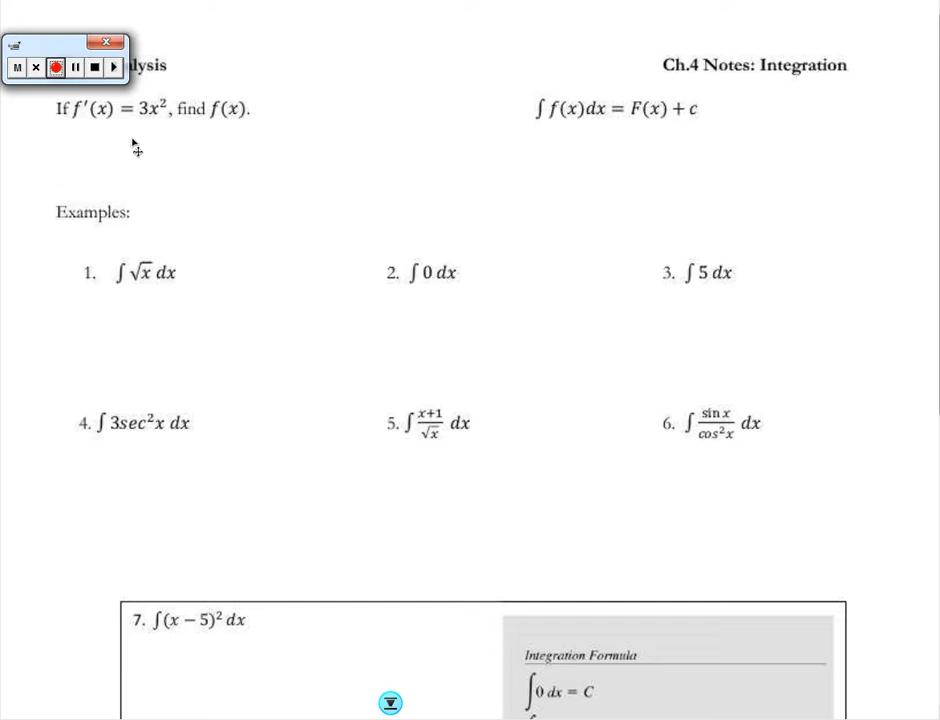 M
lysis
Ch.4 Notes: Integration
If f′(x) = 3x², find f(x).
∫ f(x)dx = F(x) + c
Examples:
1. ∫ √x dx
2. ∫ 0 dx
3. ∫ 5 dx
4. ∫ 3sec²x dx
5. ∫ (x+1)/√x dx
6. ∫ sin x/cos²x dx
7. ∫(x − 5)² dx
Integration Formula
∫0 dx = C